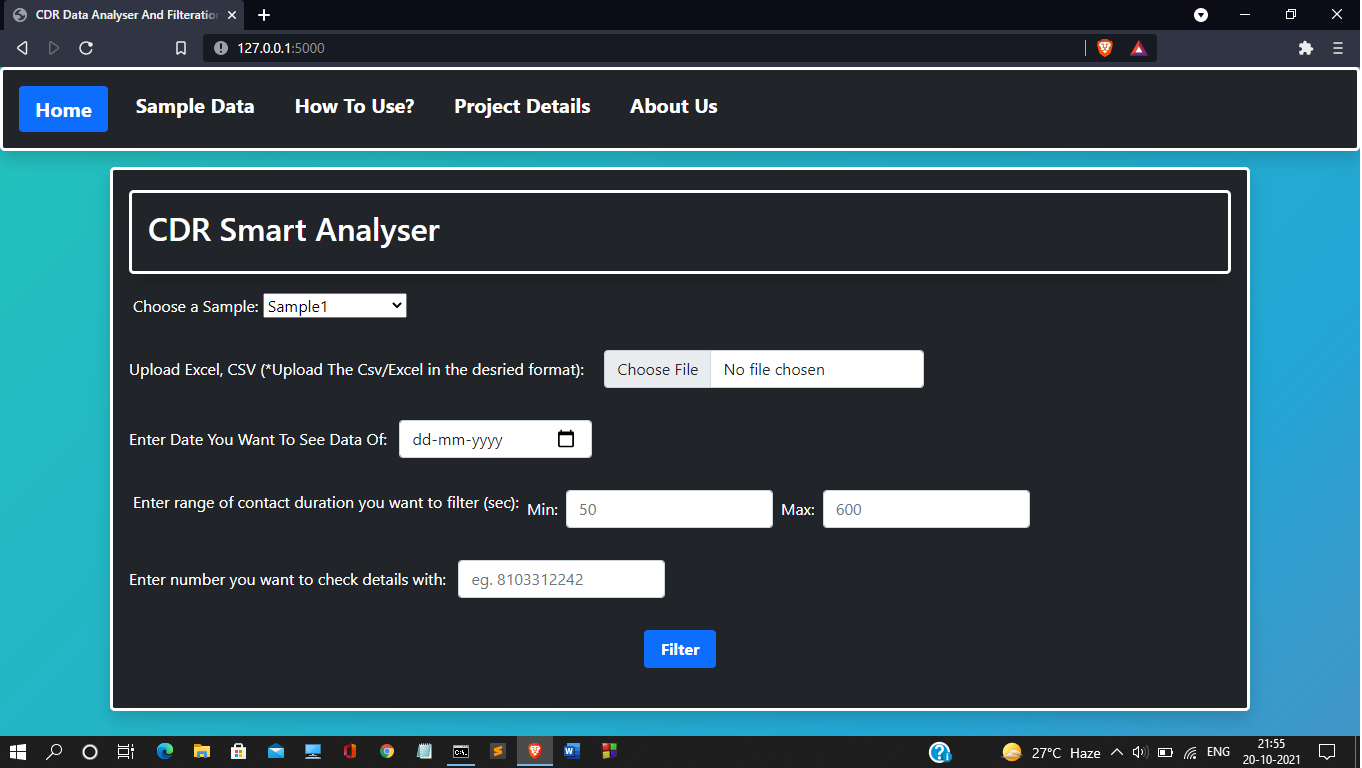 CDR Data Analyser And Filteration
127.0.0.1:5000
Home Sample Data How To Use? Project Details About Us
CDR Smart Analyser
Choose a Sample: Sample1
Upload Excel, CSV (*Upload The Csv/Excel in the desried format): Choose File No file chosen
Enter Date You Want To See Data Of: dd-mm-yyyy
Enter range of contact duration you want to filter (sec): Min: 50 Max: 600
Enter number you want to check details with: eg. 8103312242
Filter
27°C Haze ENG 21:55
20-10-2021